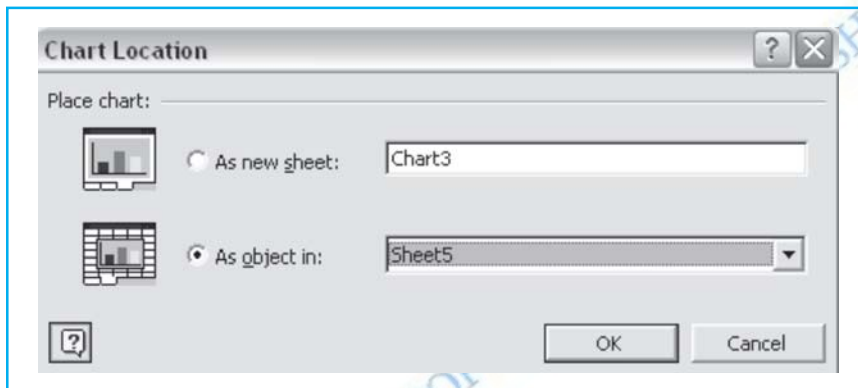 Chart Location
Place chart:
As new sheet:
Chart3
As object in:
Sheet5
OK
Cancel